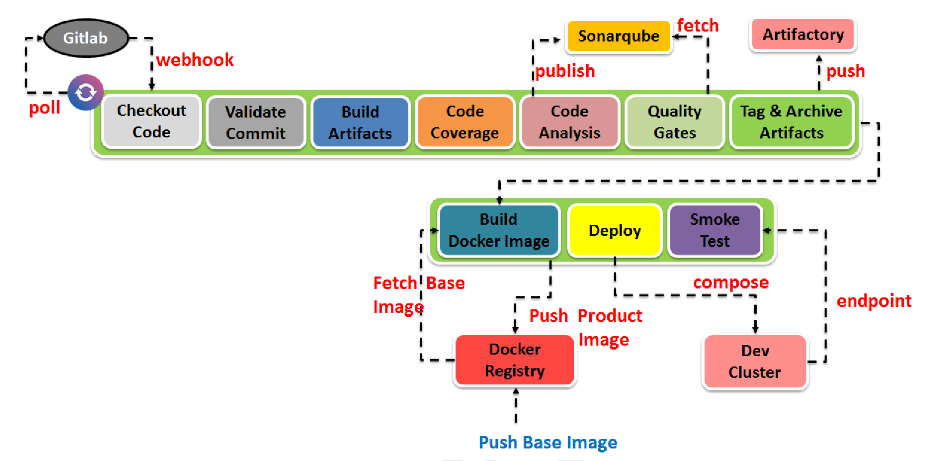 Gitlab
Sonarqube
fetch
Artifactory
webhook
publish
push
poll
Checkout
Code
Validate
Commit
Build
Artifacts
Code
Coverage
Code
Analysis
Quality
Gates
Tag & Archive
Artifacts
Build
Docker Image
Deploy
Smoke
Test
Fetch Base
Image
compose
endpoint
Push Product
Image
Docker
Registry
Dev
Cluster
Push Base Image